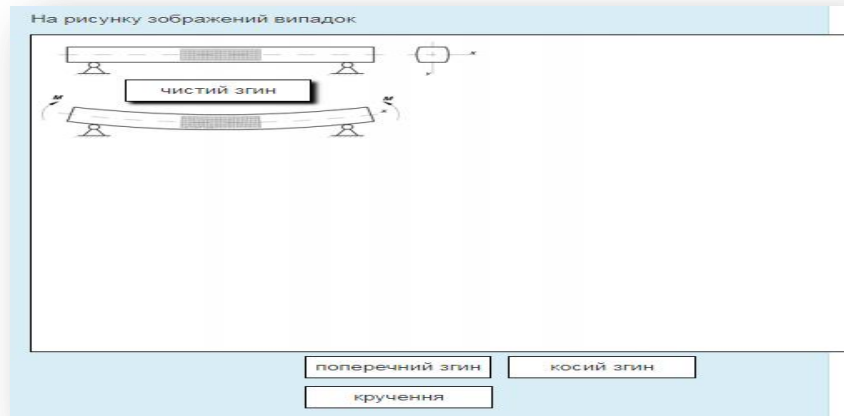 На рисунку зображений випадок
чистий згин
M M
поперечний згин косий згин
кручення